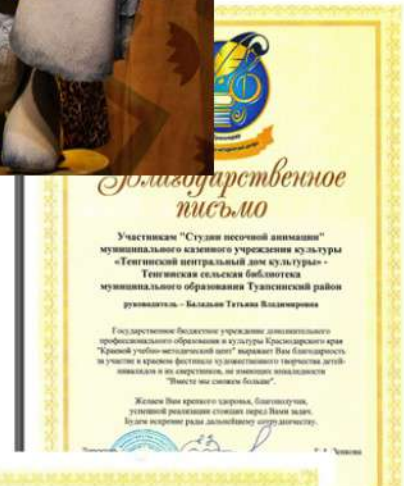 Благодарственное
письмо
Участникам "Студии песочной анимации"
муниципального казенного учреждения культуры
«Тенгинский центральный дом культуры» -
Тенгинская сельская библиотека
муниципального образования Туапсинский район
руководитель – Баладьян Татьяна Владимировна
Государственное бюджетное учреждение дополнительного
профессионального образования и культуры Краснодарского края
"Краевой учебно-методический цент" выражает Вам благодарность
за участие в краевом фестивале художественного творчества детей-
инвалидов и их сверстников, не имеющих инвалидности
"Вместе мы сможем больше".
Желаем Вам крепкого здоровья, благополучия,
успешной реализации стоящих перед Вами задач.
Будем искренне рады дальнейшему сотрудничеству.